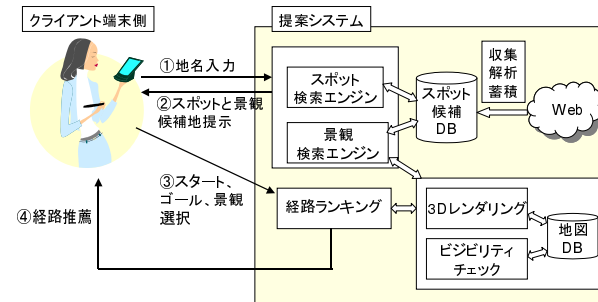 クライアント端末側
提案システム
①地名入力
②スポットと景観
候補地提示
③スタート、
ゴール、景観
選択
④経路推薦
スポット
検索エンジン
景観
検索エンジン
スポット
候補
DB
収集
解析
蓄積
Web
経路ランキング
3Dレンダリング
ビジビリティ
チェック
地図
DB